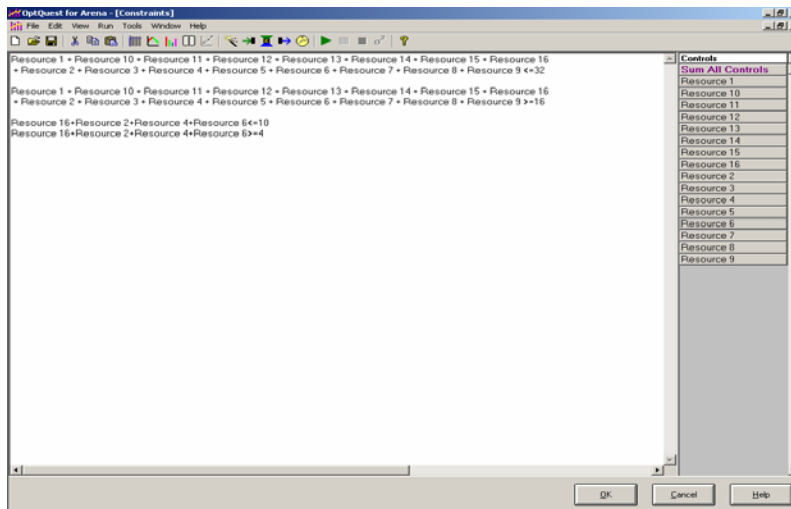 OptQuest for Arena - [Constraints]
File Edit View Run Tools Window Help
Resource 1 + Resource 10 + Resource 11 + Resource 12 + Resource 13 + Resource 14 + Resource 15 + Resource 16
+ Resource 2 + Resource 3 + Resource 4 + Resource 5 + Resource 6 + Resource 7 + Resource 8 + Resource 9 <=32
Resource 1 + Resource 10 + Resource 11 + Resource 12 + Resource 13 + Resource 14 + Resource 15 + Resource 16
+ Resource 2 + Resource 3 + Resource 4 + Resource 5 + Resource 6 + Resource 7 + Resource 8 + Resource 9 >=16
Resource 16+Resource 2+Resource 4+Resource 6<=10
Resource 16+Resource 2+Resource 4+Resource 6>=4
Controls
Sum All Controls
Resource 1
Resource 10
Resource 11
Resource 12
Resource 13
Resource 14
Resource 15
Resource 16
Resource 2
Resource 3
Resource 4
Resource 5
Resource 6
Resource 7
Resource 8
Resource 9
OK Cancel Help